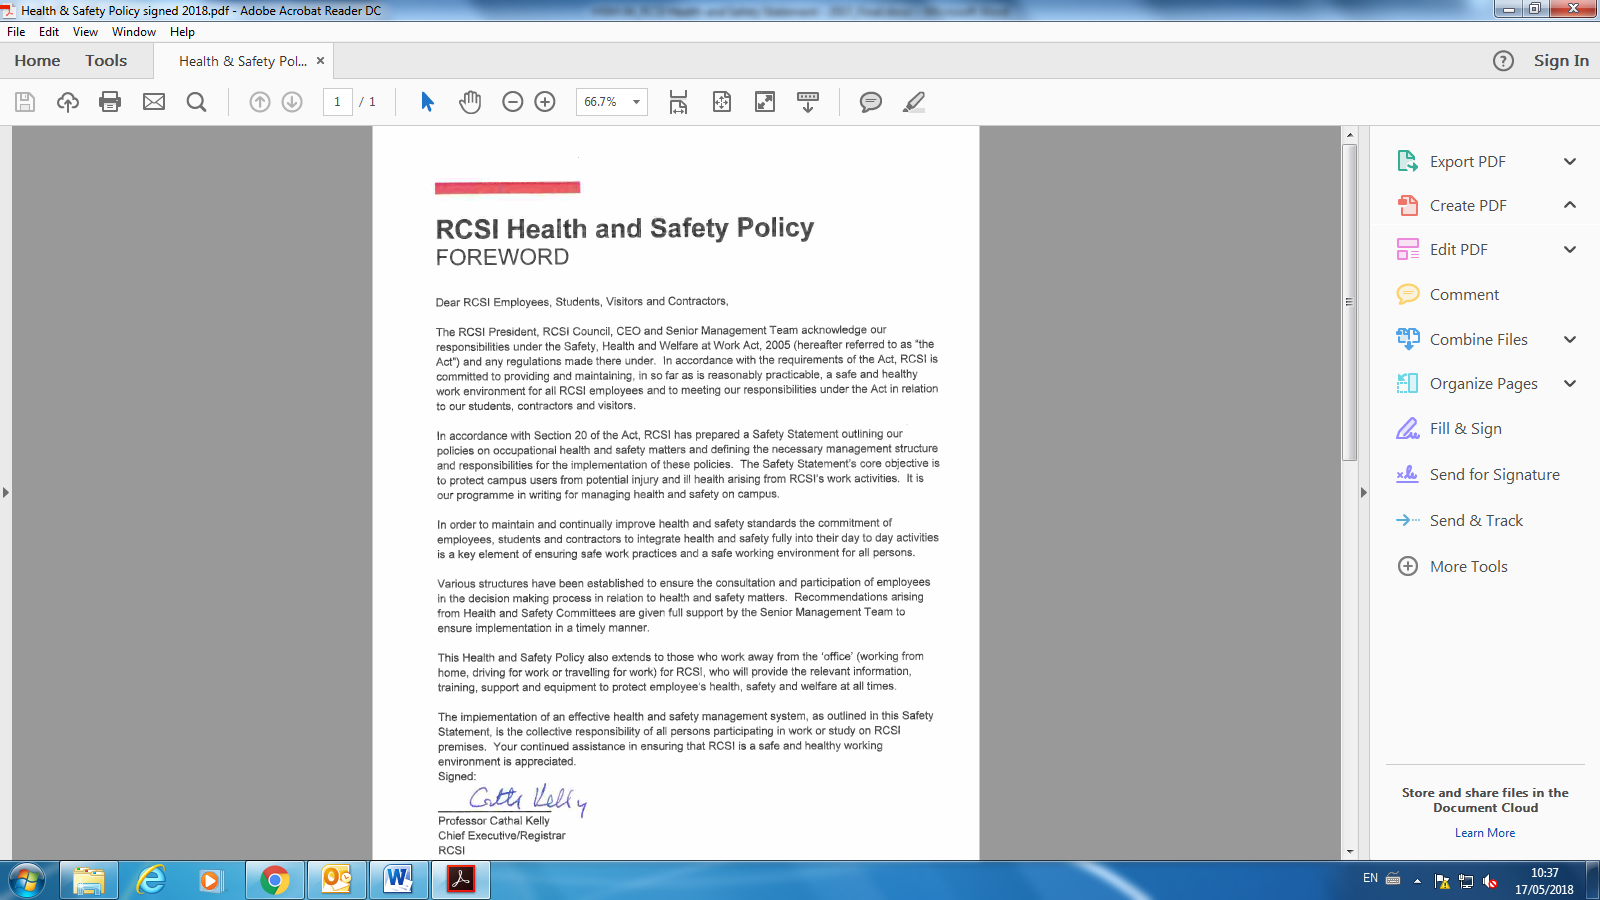 Health & Safety Policy signed 2018.pdf - Adobe Acrobat Reader DC
File Edit View Window Help
Home Tools Health & Safety Pol... × ? Sign In
1 / 1 66.7%
RCSI Health and Safety Policy
FOREWORD
Dear RCSI Employees, Students, Visitors and Contractors,
The RCSI President, RCSI Council, CEO and Senior Management Team acknowledge our
responsibilities under the Safety, Health and Welfare at Work Act, 2005 (hereafter referred to as "the
Act") and any regulations made there under. In accordance with the requirements of the Act, RCSI is
committed to providing and maintaining, in so far as is reasonably practicable, a safe and healthy
work environment for all RCSI employees and to meeting our responsibilities under the Act in relation
to our students, contractors and visitors.
In accordance with Section 20 of the Act, RCSI has prepared a Safety Statement outlining our
policies on occupational health and safety matters and defining the necessary management structure
and responsibilities for the implementation of these policies. The Safety Statement's core objective is
to protect campus users from potential injury and ill health arising from RCSI's work activities. It is
our programme in writing for managing health and safety on campus.
In order to maintain and continually improve health and safety standards the commitment of
employees, students and contractors to integrate health and safety fully into their day to day activities
is a key element of ensuring safe work practices and a safe working environment for all persons.
Various structures have been established to ensure the consultation and participation of employees
in the decision making process in relation to health and safety matters. Recommendations arising
from Health and Safety Committees are given full support by the Senior Management Team to
ensure implementation in a timely manner.
This Health and Safety Policy also extends to those who work away from the 'office' (working from
home, driving for work or travelling for work) for RCSI, who will provide the relevant information,
training, support and equipment to protect employee's health, safety and welfare at all times.
The implementation of an effective health and safety management system, as outlined in this Safety
Statement, is the collective responsibility of all persons participating in work or study on RCSI
premises. Your continued assistance in ensuring that RCSI is a safe and healthy working
environment is appreciated.
Signed:
Kelly
Professor Cathal Kelly
Chief Executive/Registrar
RCSI
Export PDF
Create PDF
Edit PDF
Comment
Combine Files
Organize Pages
Fill & Sign
Send for Signature
Send & Track
More Tools
Store and share files in the
Document Cloud
Learn More
EN
10:37
17/05/2018